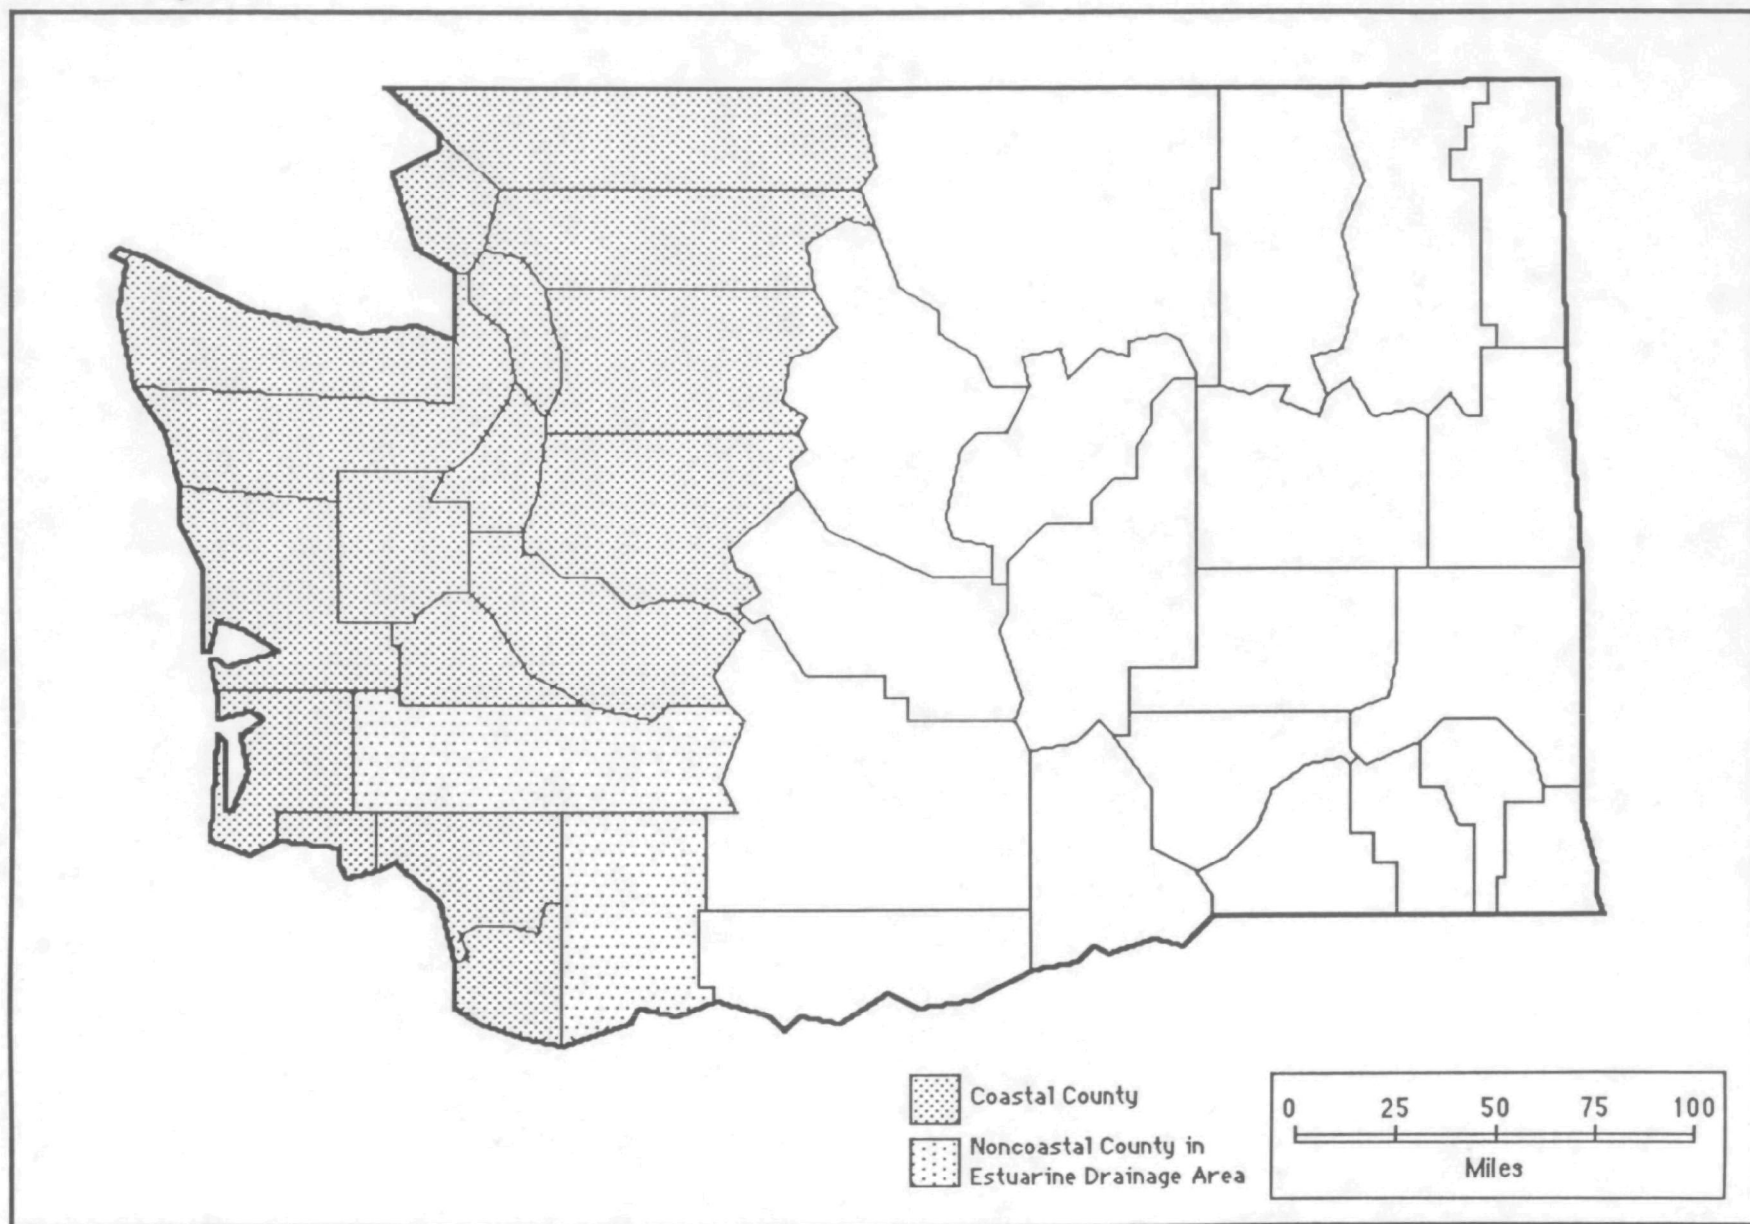 Coastal County
Noncoastal County in
Estuarine Drainage Area
0 25 50 75 100
Miles